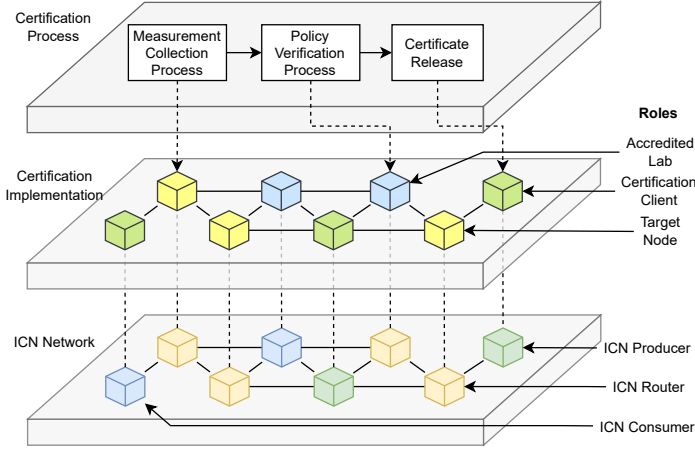 Certification
Process
Measurement
Collection
Process
Policy
Verification
Process
Certificate
Release
Roles
Accredited
Lab
Certification
Client
Target
Node
Certification
Implementation
ICN Network
ICN Producer
ICN Router
ICN Consumer